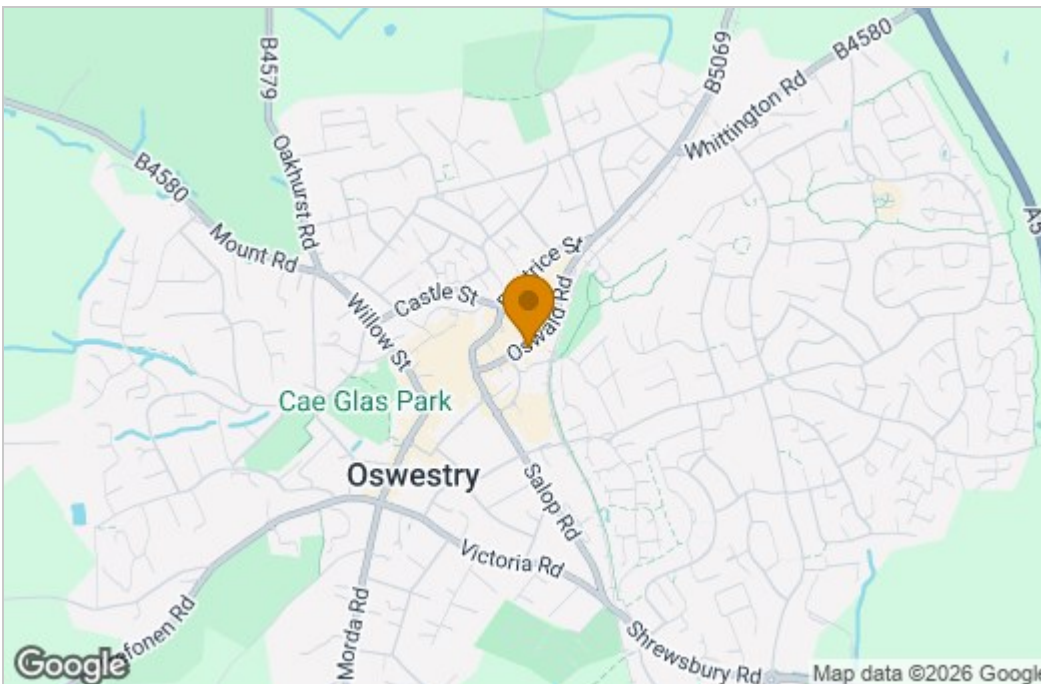 B4579
B5069
B4580
Whittington Rd
Oakhurst Rd
B4580
Mount Rd
A5
Castle St
Willow St
Oswald Rd
Cae Glas Park
Oswestry
Salop Rd
Victoria Rd
Morda Rd
Shrewsbury Rd
Google
Map data ©2026 Google